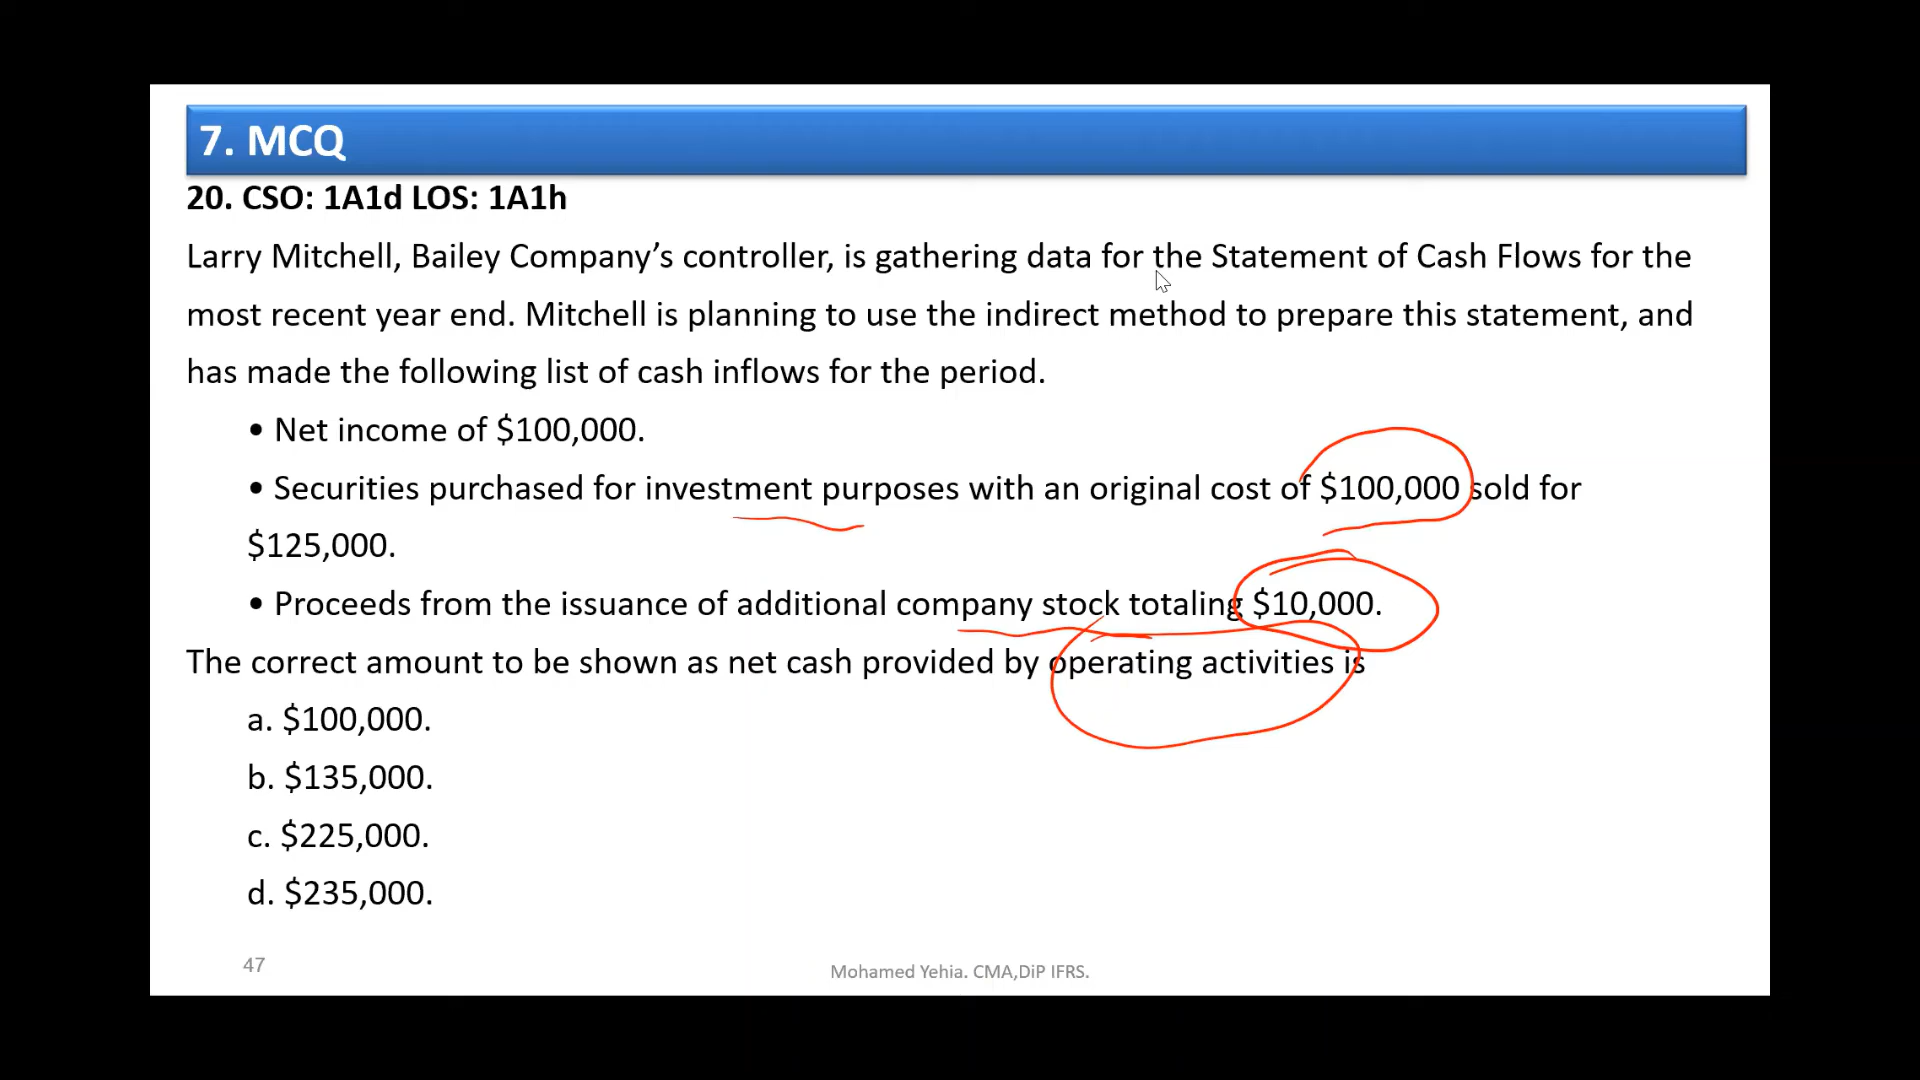 7. MCQ
20. CSO: 1A1d LOS: 1A1h
Larry Mitchell, Bailey Company’s controller, is gathering data for the Statement of Cash Flows for the
most recent year end. Mitchell is planning to use the indirect method to prepare this statement, and
has made the following list of cash inflows for the period.
• Net income of $100,000.
• Securities purchased for investment purposes with an original cost of $100,000 sold for
$125,000.
• Proceeds from the issuance of additional company stock totaling $10,000.
The correct amount to be shown as net cash provided by operating activities is
a. $100,000.
b. $135,000.
c. $225,000.
d. $235,000.
47
Mohamed Yehia. CMA,DiP IFRS.